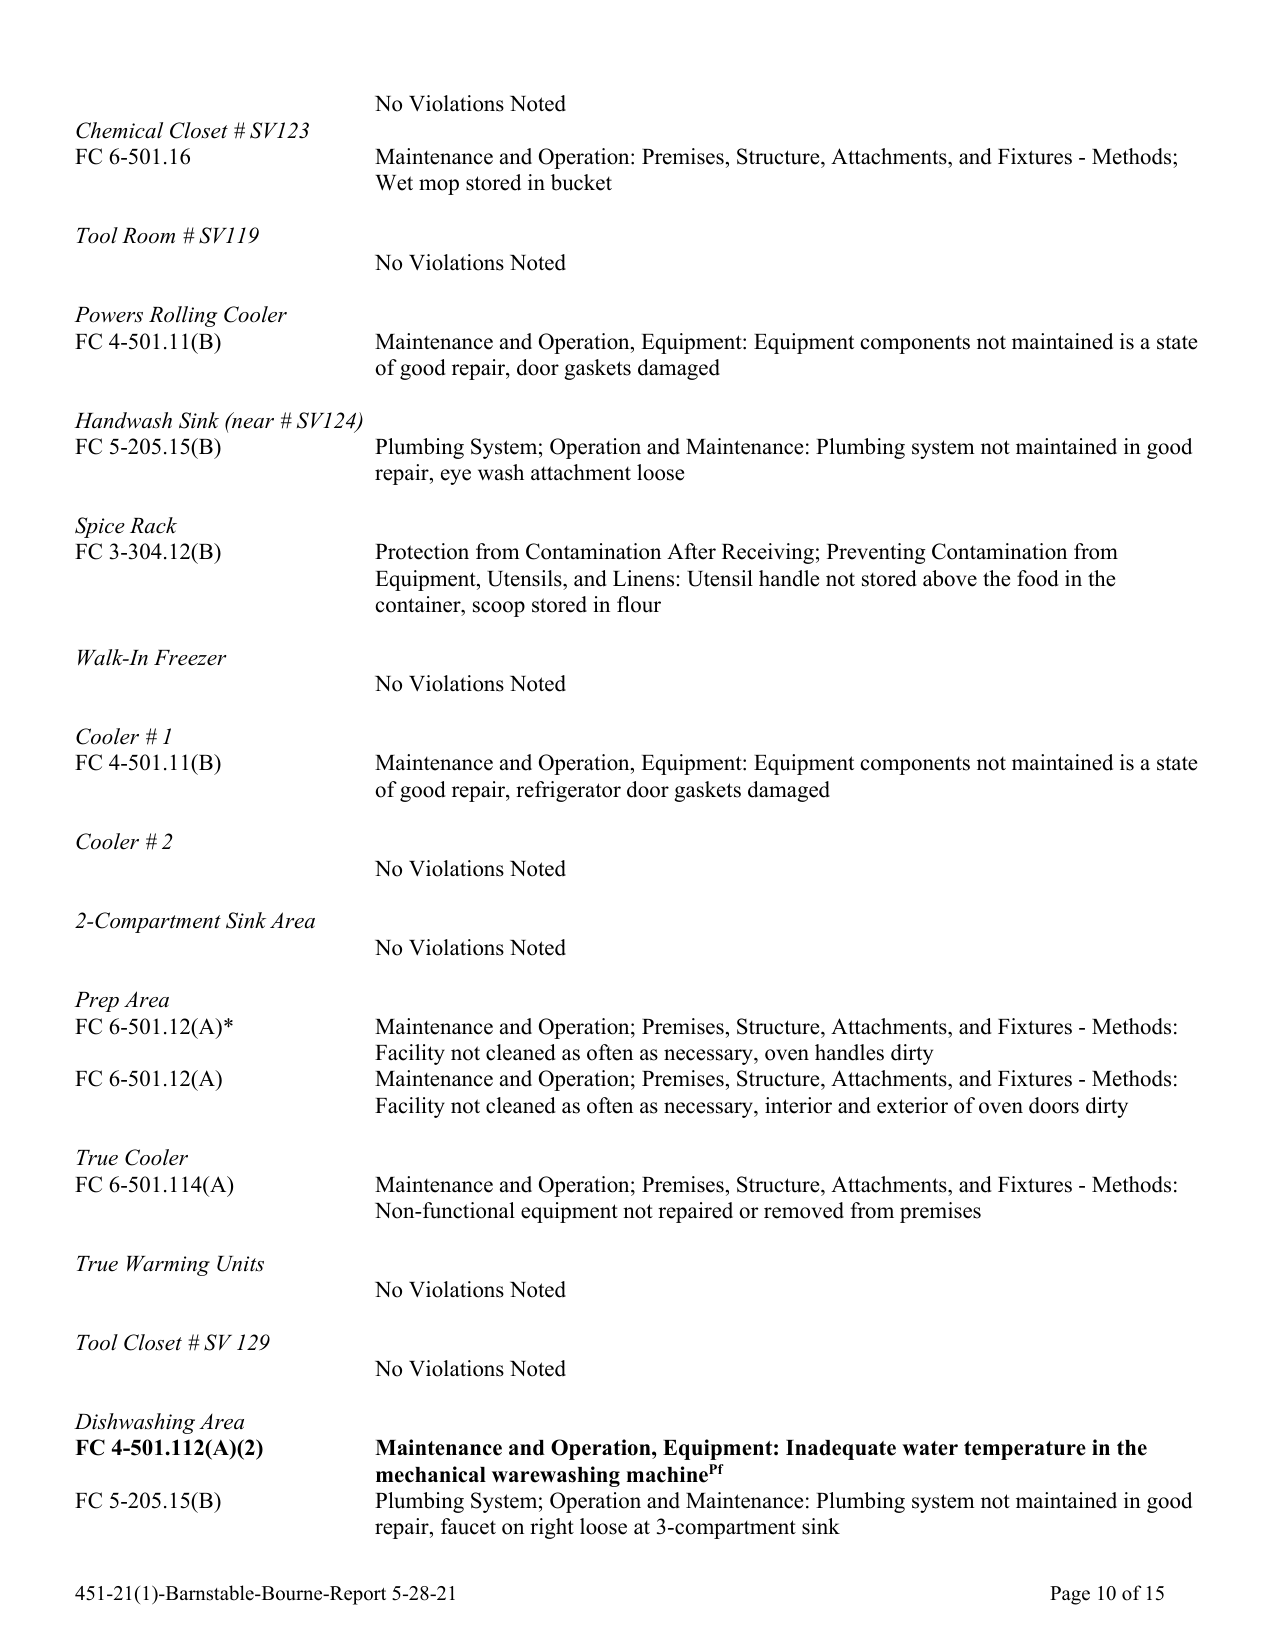 No Violations Noted
Chemical Closet # SV123
FC 6-501.16 Maintenance and Operation: Premises, Structure, Attachments, and Fixtures - Methods;
Wet mop stored in bucket
Tool Room # SV119
No Violations Noted
Powers Rolling Cooler
FC 4-501.11(B) Maintenance and Operation, Equipment: Equipment components not maintained is a state
of good repair, door gaskets damaged
Handwash Sink (near # SV124)
FC 5-205.15(B) Plumbing System; Operation and Maintenance: Plumbing system not maintained in good
repair, eye wash attachment loose
Spice Rack
FC 3-304.12(B) Protection from Contamination After Receiving; Preventing Contamination from
Equipment, Utensils, and Linens: Utensil handle not stored above the food in the
container, scoop stored in flour
Walk-In Freezer
No Violations Noted
Cooler # 1
FC 4-501.11(B) Maintenance and Operation, Equipment: Equipment components not maintained is a state
of good repair, refrigerator door gaskets damaged
Cooler # 2
No Violations Noted
2-Compartment Sink Area
No Violations Noted
Prep Area
FC 6-501.12(A)* Maintenance and Operation; Premises, Structure, Attachments, and Fixtures - Methods:
Facility not cleaned as often as necessary, oven handles dirty
FC 6-501.12(A) Maintenance and Operation; Premises, Structure, Attachments, and Fixtures - Methods:
Facility not cleaned as often as necessary, interior and exterior of oven doors dirty
True Cooler
FC 6-501.114(A) Maintenance and Operation; Premises, Structure, Attachments, and Fixtures - Methods:
Non-functional equipment not repaired or removed from premises
True Warming Units
No Violations Noted
Tool Closet # SV 129
No Violations Noted
Dishwashing Area
FC 4-501.112(A)(2) Maintenance and Operation, Equipment: Inadequate water temperature in the
mechanical warewashing machinePf
FC 5-205.15(B) Plumbing System; Operation and Maintenance: Plumbing system not maintained in good
repair, faucet on right loose at 3-compartment sink
451-21(1)-Barnstable-Bourne-Report 5-28-21 Page 10 of 15